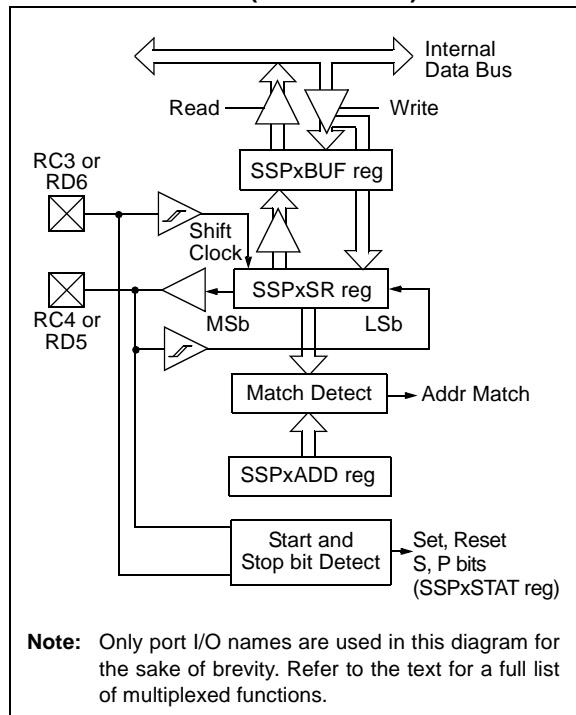 Internal
Data Bus
Read
Write
RC3 or
RD6
SSPxBUF reg
Shift
Clock
SSPxSR reg
MSb
LSb
RC4 or
RD5
Match Detect
Addr Match
SSPxADD reg
Start and
Stop bit Detect
Set, Reset
S, P bits
(SSPxSTAT reg)
Note: Only port I/O names are used in this diagram for
the sake of brevity. Refer to the text for a full list
of multiplexed functions.